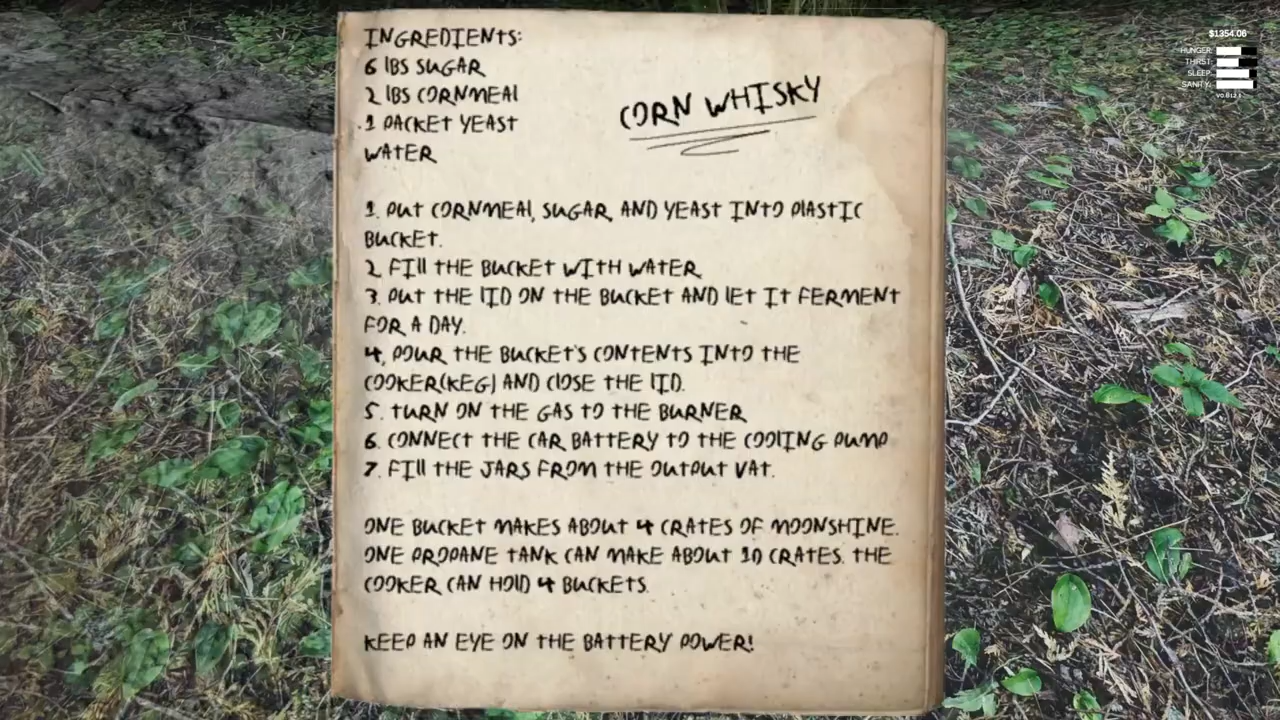 INGREDIENTS:
6 LBS SUGAR
2 LBS CORNMEAL
1 PACKET YEAST
WATER
CORN WHISKY
1. PUT CORNMEAL, SUGAR, AND YEAST INTO PLASTIC
BUCKET.
2. FILL THE BUCKET WITH WATER
3. PUT THE LID ON THE BUCKET AND LET IT FERMENT
FOR A DAY.
4. POUR THE BUCKET'S CONTENTS INTO THE
COOKER(KEG) AND CLOSE THE LID.
5. TURN ON THE GAS TO THE BURNER
6. CONNECT THE CAR BATTERY TO THE COOLING PUMP
7. FILL THE JARS FROM THE OUTPUT VAT.
ONE BUCKET MAKES ABOUT 4 CRATES OF MOONSHINE.
ONE PROPANE TANK CAN MAKE ABOUT 10 CRATES. THE
COOKER CAN HOLD 4 BUCKETS.
KEEP AN EYE ON THE BATTERY POWER!
$1354.06
HUNGER:
THRST:
SLEEP:
SANITY: